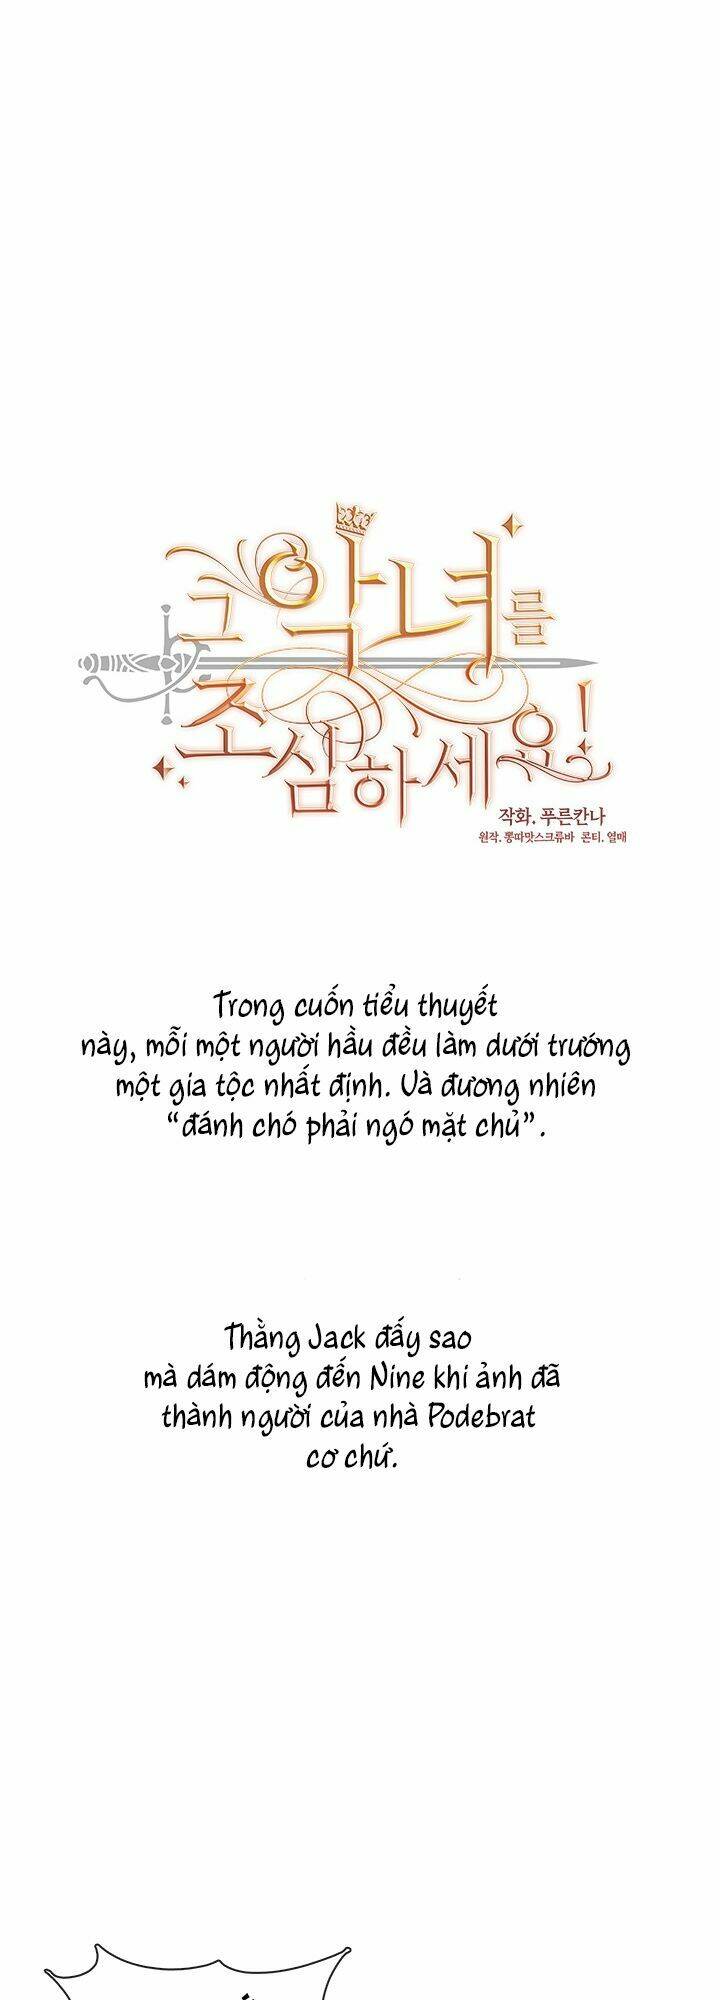 그 악녀를
조심하세요!
작화. 푸른칸나
원작. 뽕따맛스크류바 콘티. 열매
Trong cuốn tiểu thuyết
này, mỗi một người hầu đều làm dưới trướng
một gia tộc nhất định. Và đương nhiên
“đánh chó phải ngó mặt chủ”.
Thằng Jack đấy sao
mà dám động đến Nine khi ảnh đã
thành người của nhà Podebrat
cơ chứ.